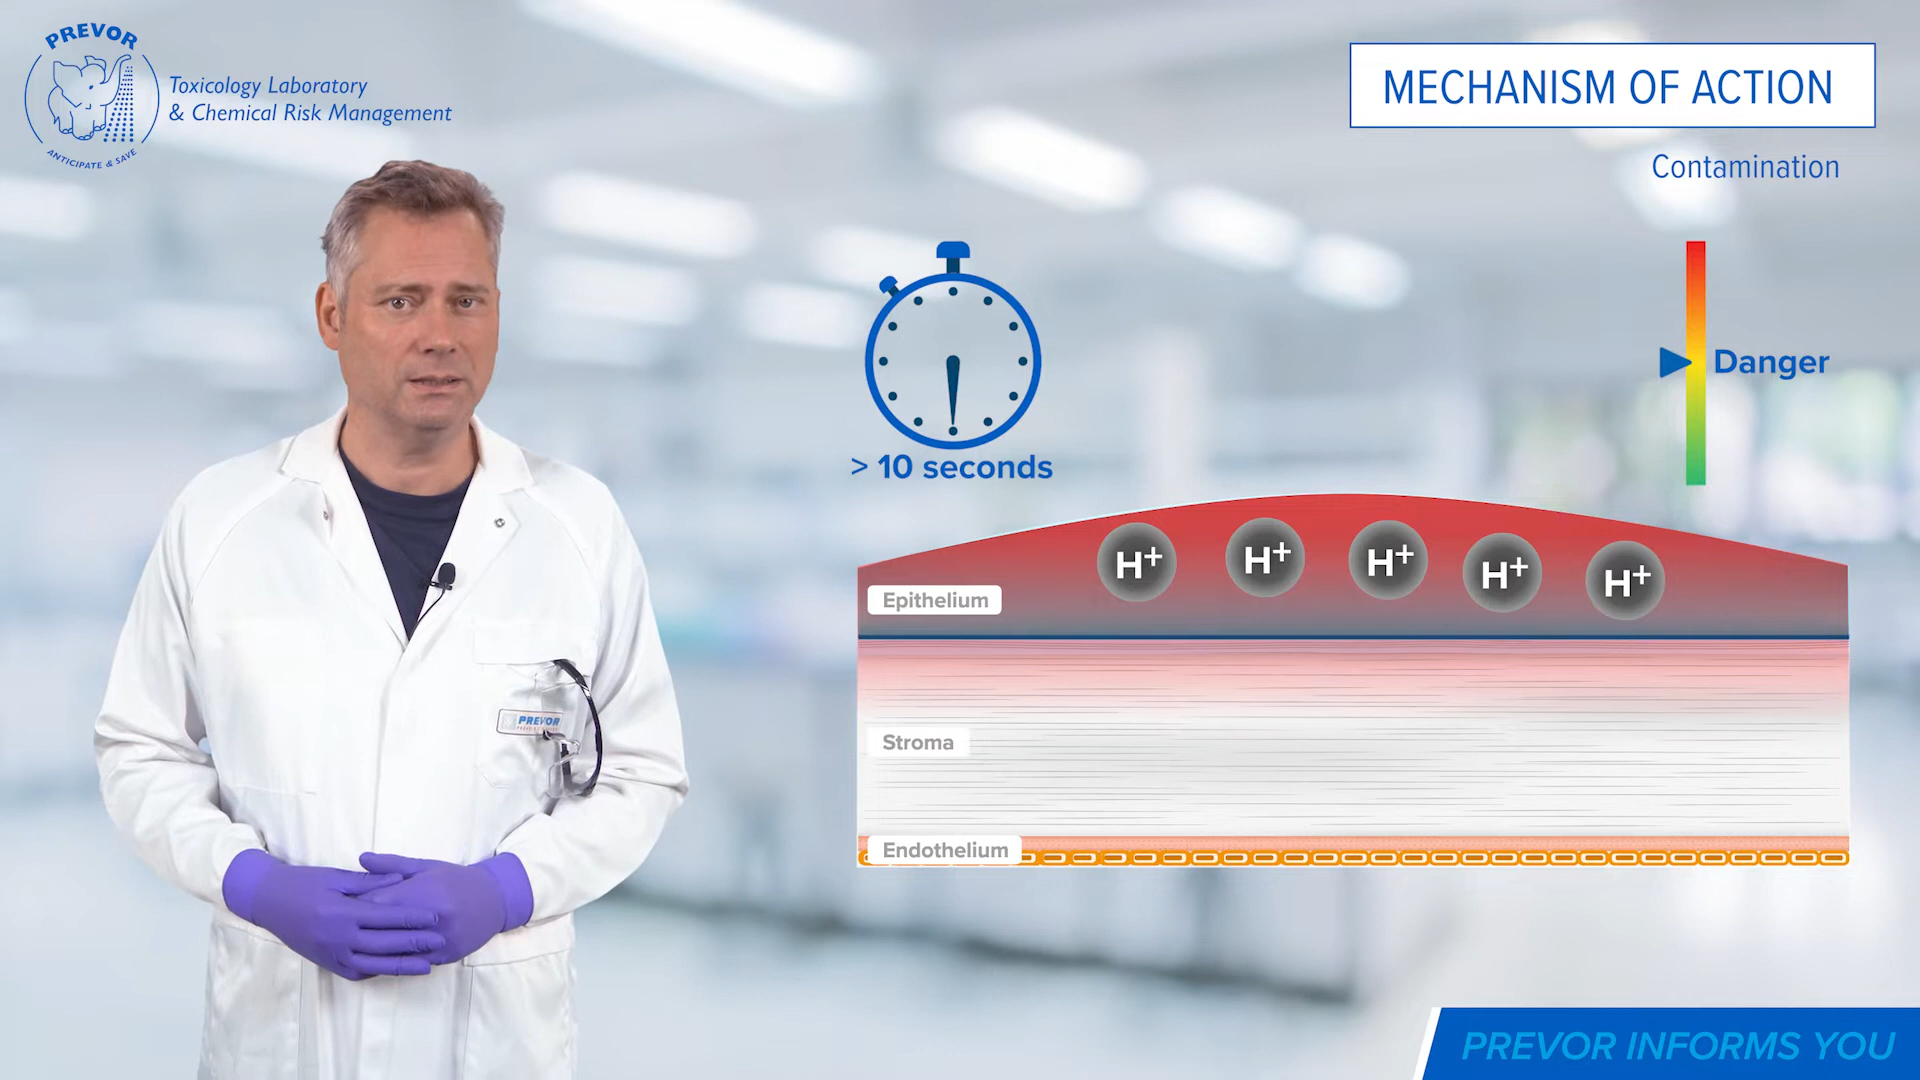 PREVOR
Toxicology Laboratory
& Chemical Risk Management
ANTICIPATE & SAVE
MECHANISM OF ACTION
Contamination
Danger
> 10 seconds
H+ H+ H+ H+ H+
Epithelium
Stroma
Endothelium
PREVOR
PREVOR INFORMS YOU